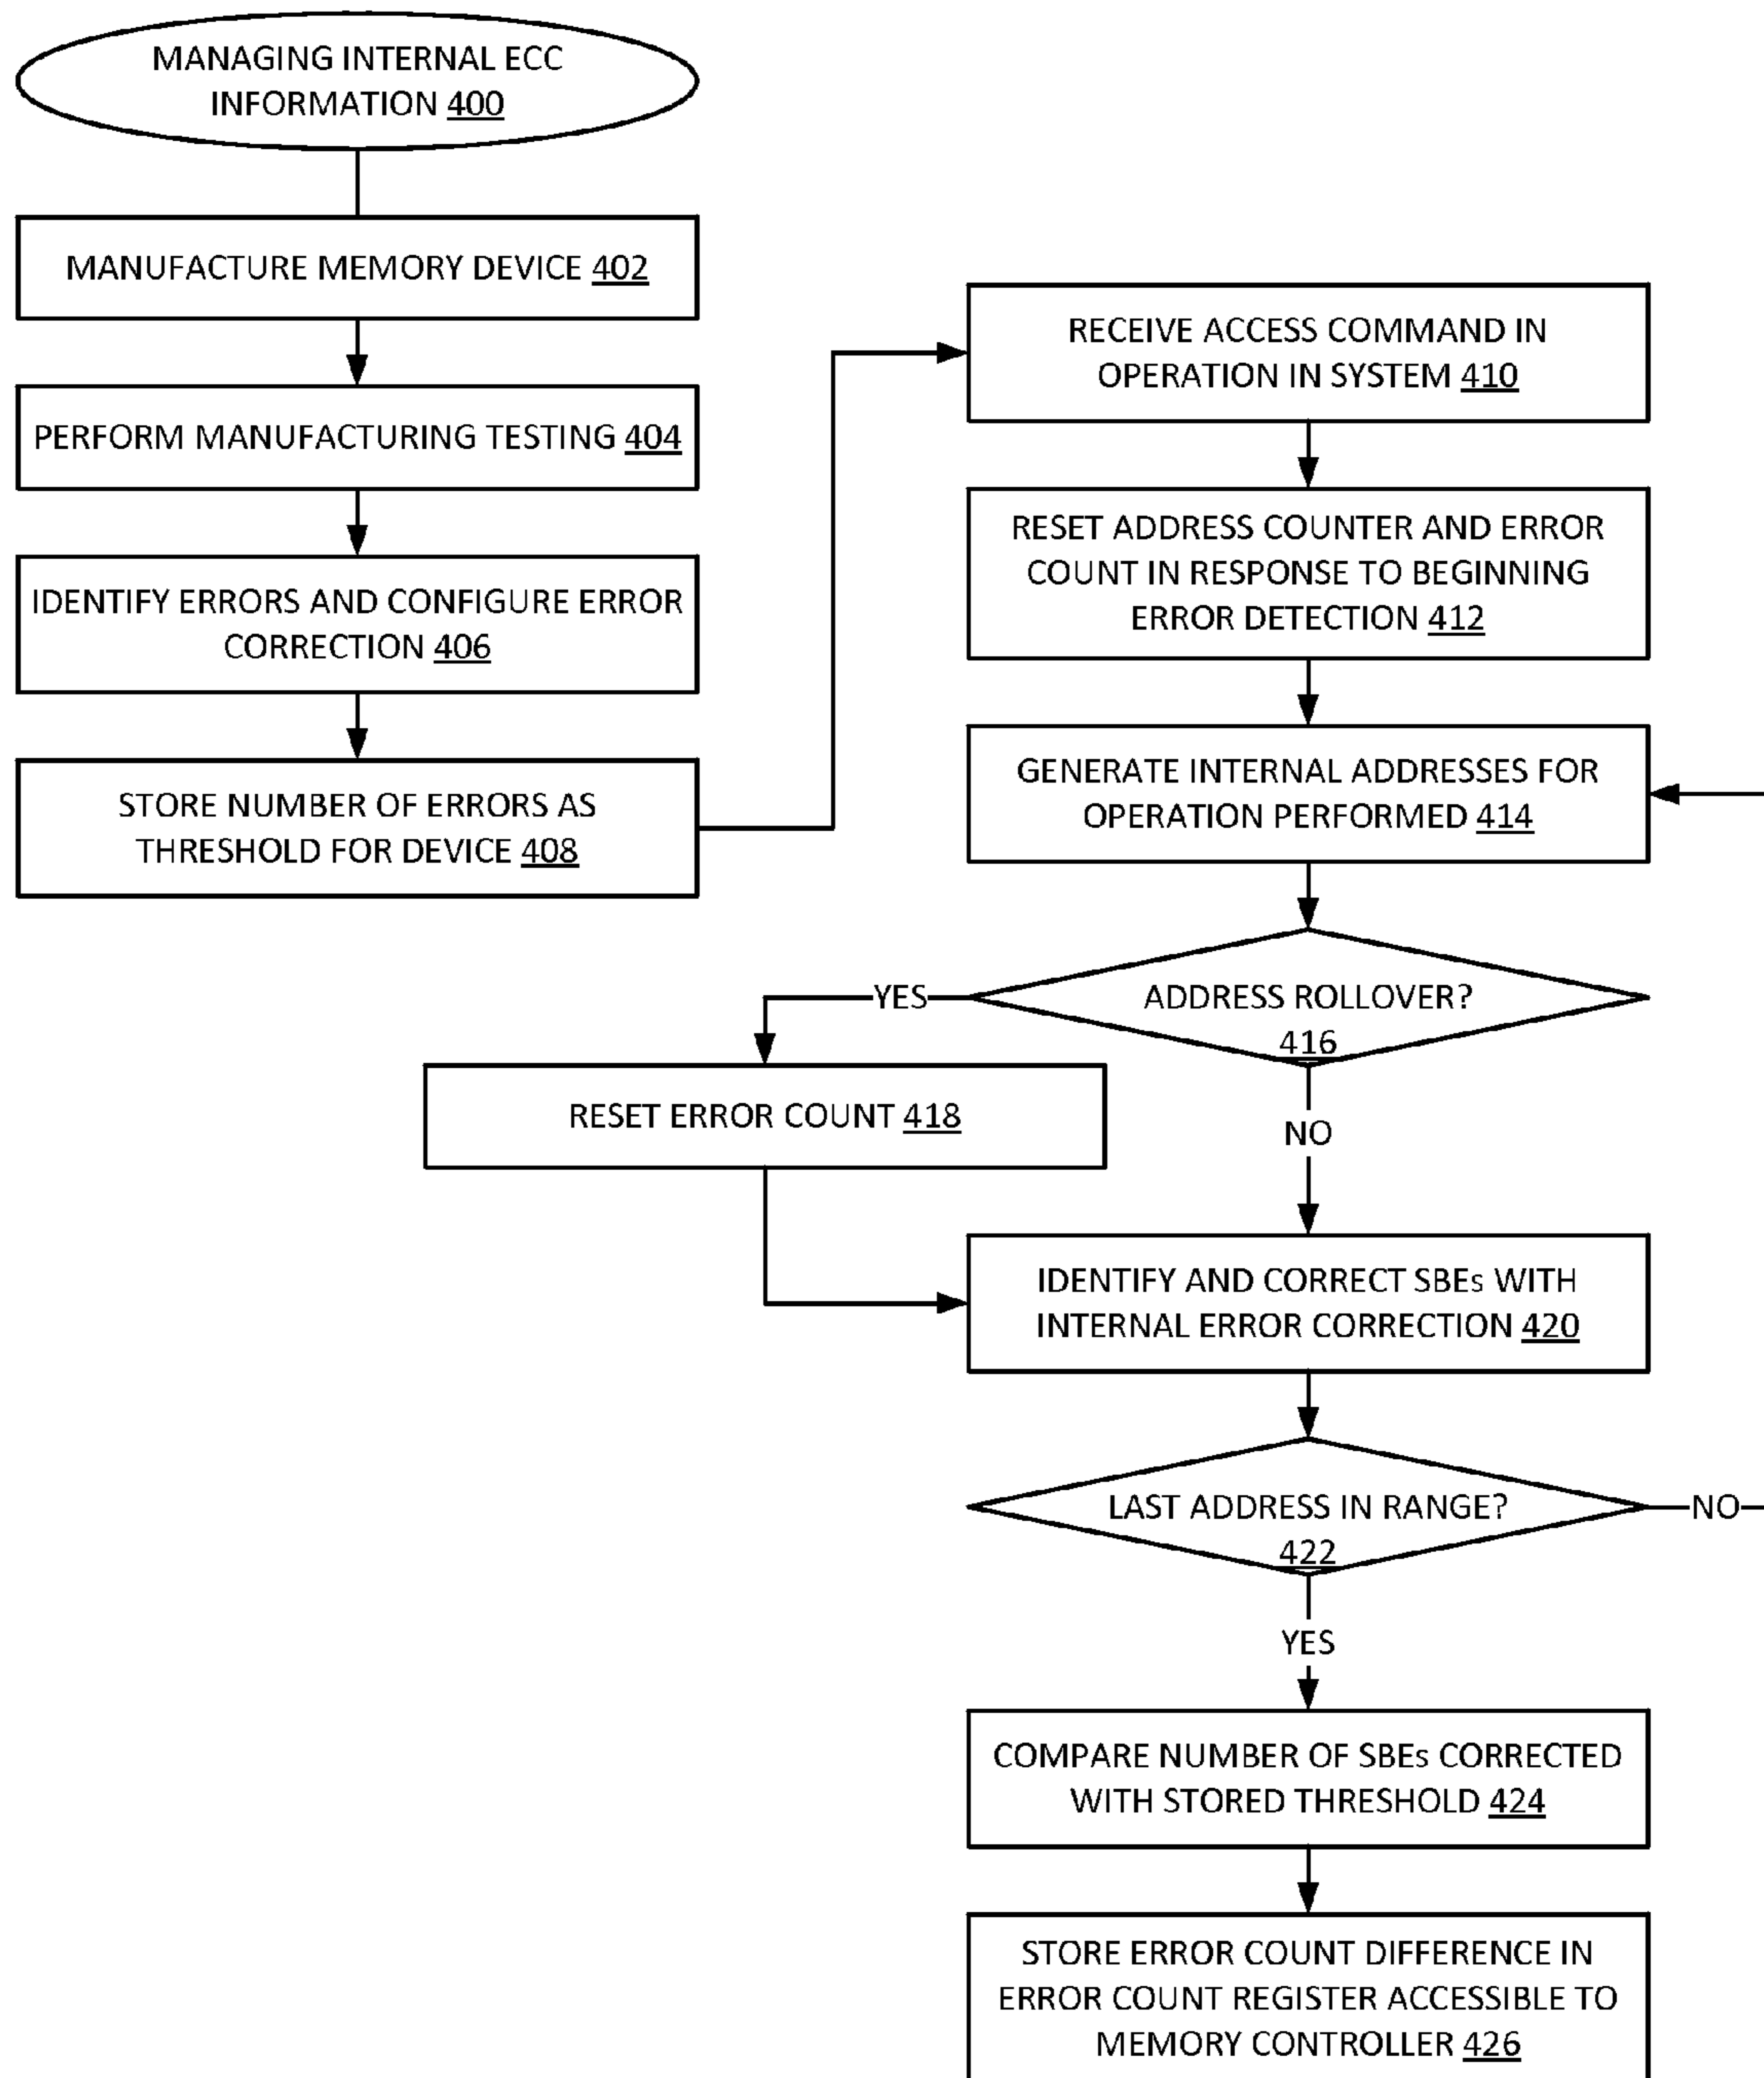 MANAGING INTERNAL ECC
INFORMATION 400
MANUFACTURE MEMORY DEVICE 402
PERFORM MANUFACTURING TESTING 404
IDENTIFY ERRORS AND CONFIGURE ERROR
CORRECTION 406
STORE NUMBER OF ERRORS AS
THRESHOLD FOR DEVICE 408
RECEIVE ACCESS COMMAND IN
OPERATION IN SYSTEM 410
RESET ADDRESS COUNTER AND ERROR
COUNT IN RESPONSE TO BEGINNING
ERROR DETECTION 412
GENERATE INTERNAL ADDRESSES FOR
OPERATION PERFORMED 414
ADDRESS ROLLOVER?
416
YES
RESET ERROR COUNT 418
NO
IDENTIFY AND CORRECT SBEs WITH
INTERNAL ERROR CORRECTION 420
LAST ADDRESS IN RANGE?
422
NO
YES
COMPARE NUMBER OF SBEs CORRECTED
WITH STORED THRESHOLD 424
STORE ERROR COUNT DIFFERENCE IN
ERROR COUNT REGISTER ACCESSIBLE TO
MEMORY CONTROLLER 426